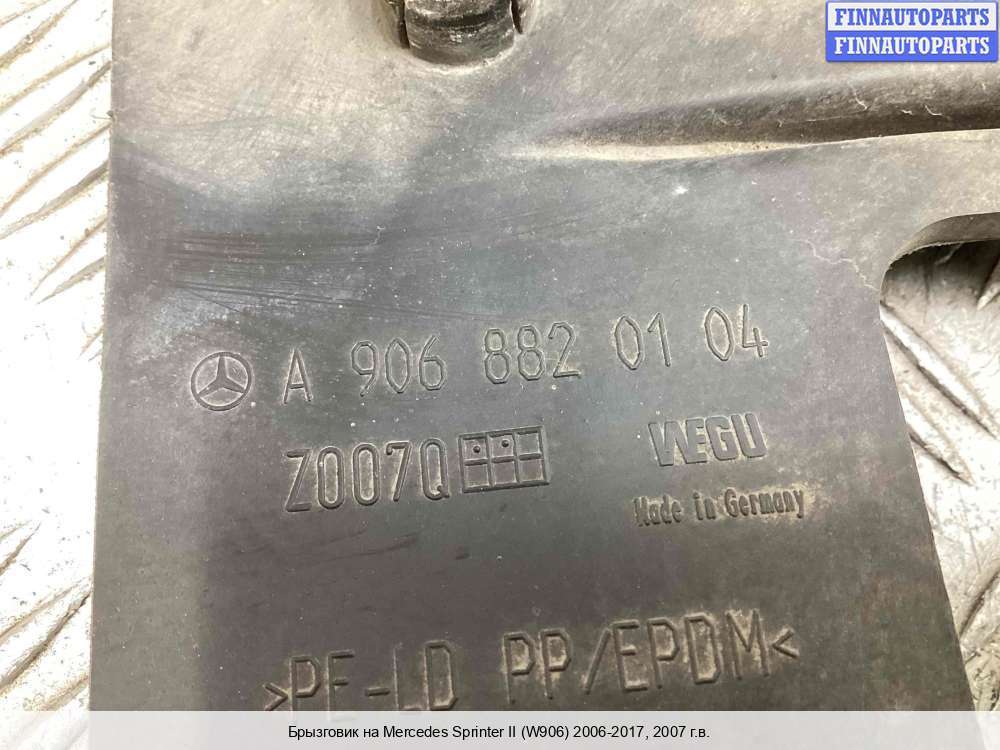 FINNAUTOPARTS
FINNAUTOPARTS
A 906 882 01 04
Z007Q
WEGU
Made in Germany
>PE-LD PP/EPDM<
Брызговик на Mercedes Sprinter II (W906) 2006-2017, 2007 г.в.